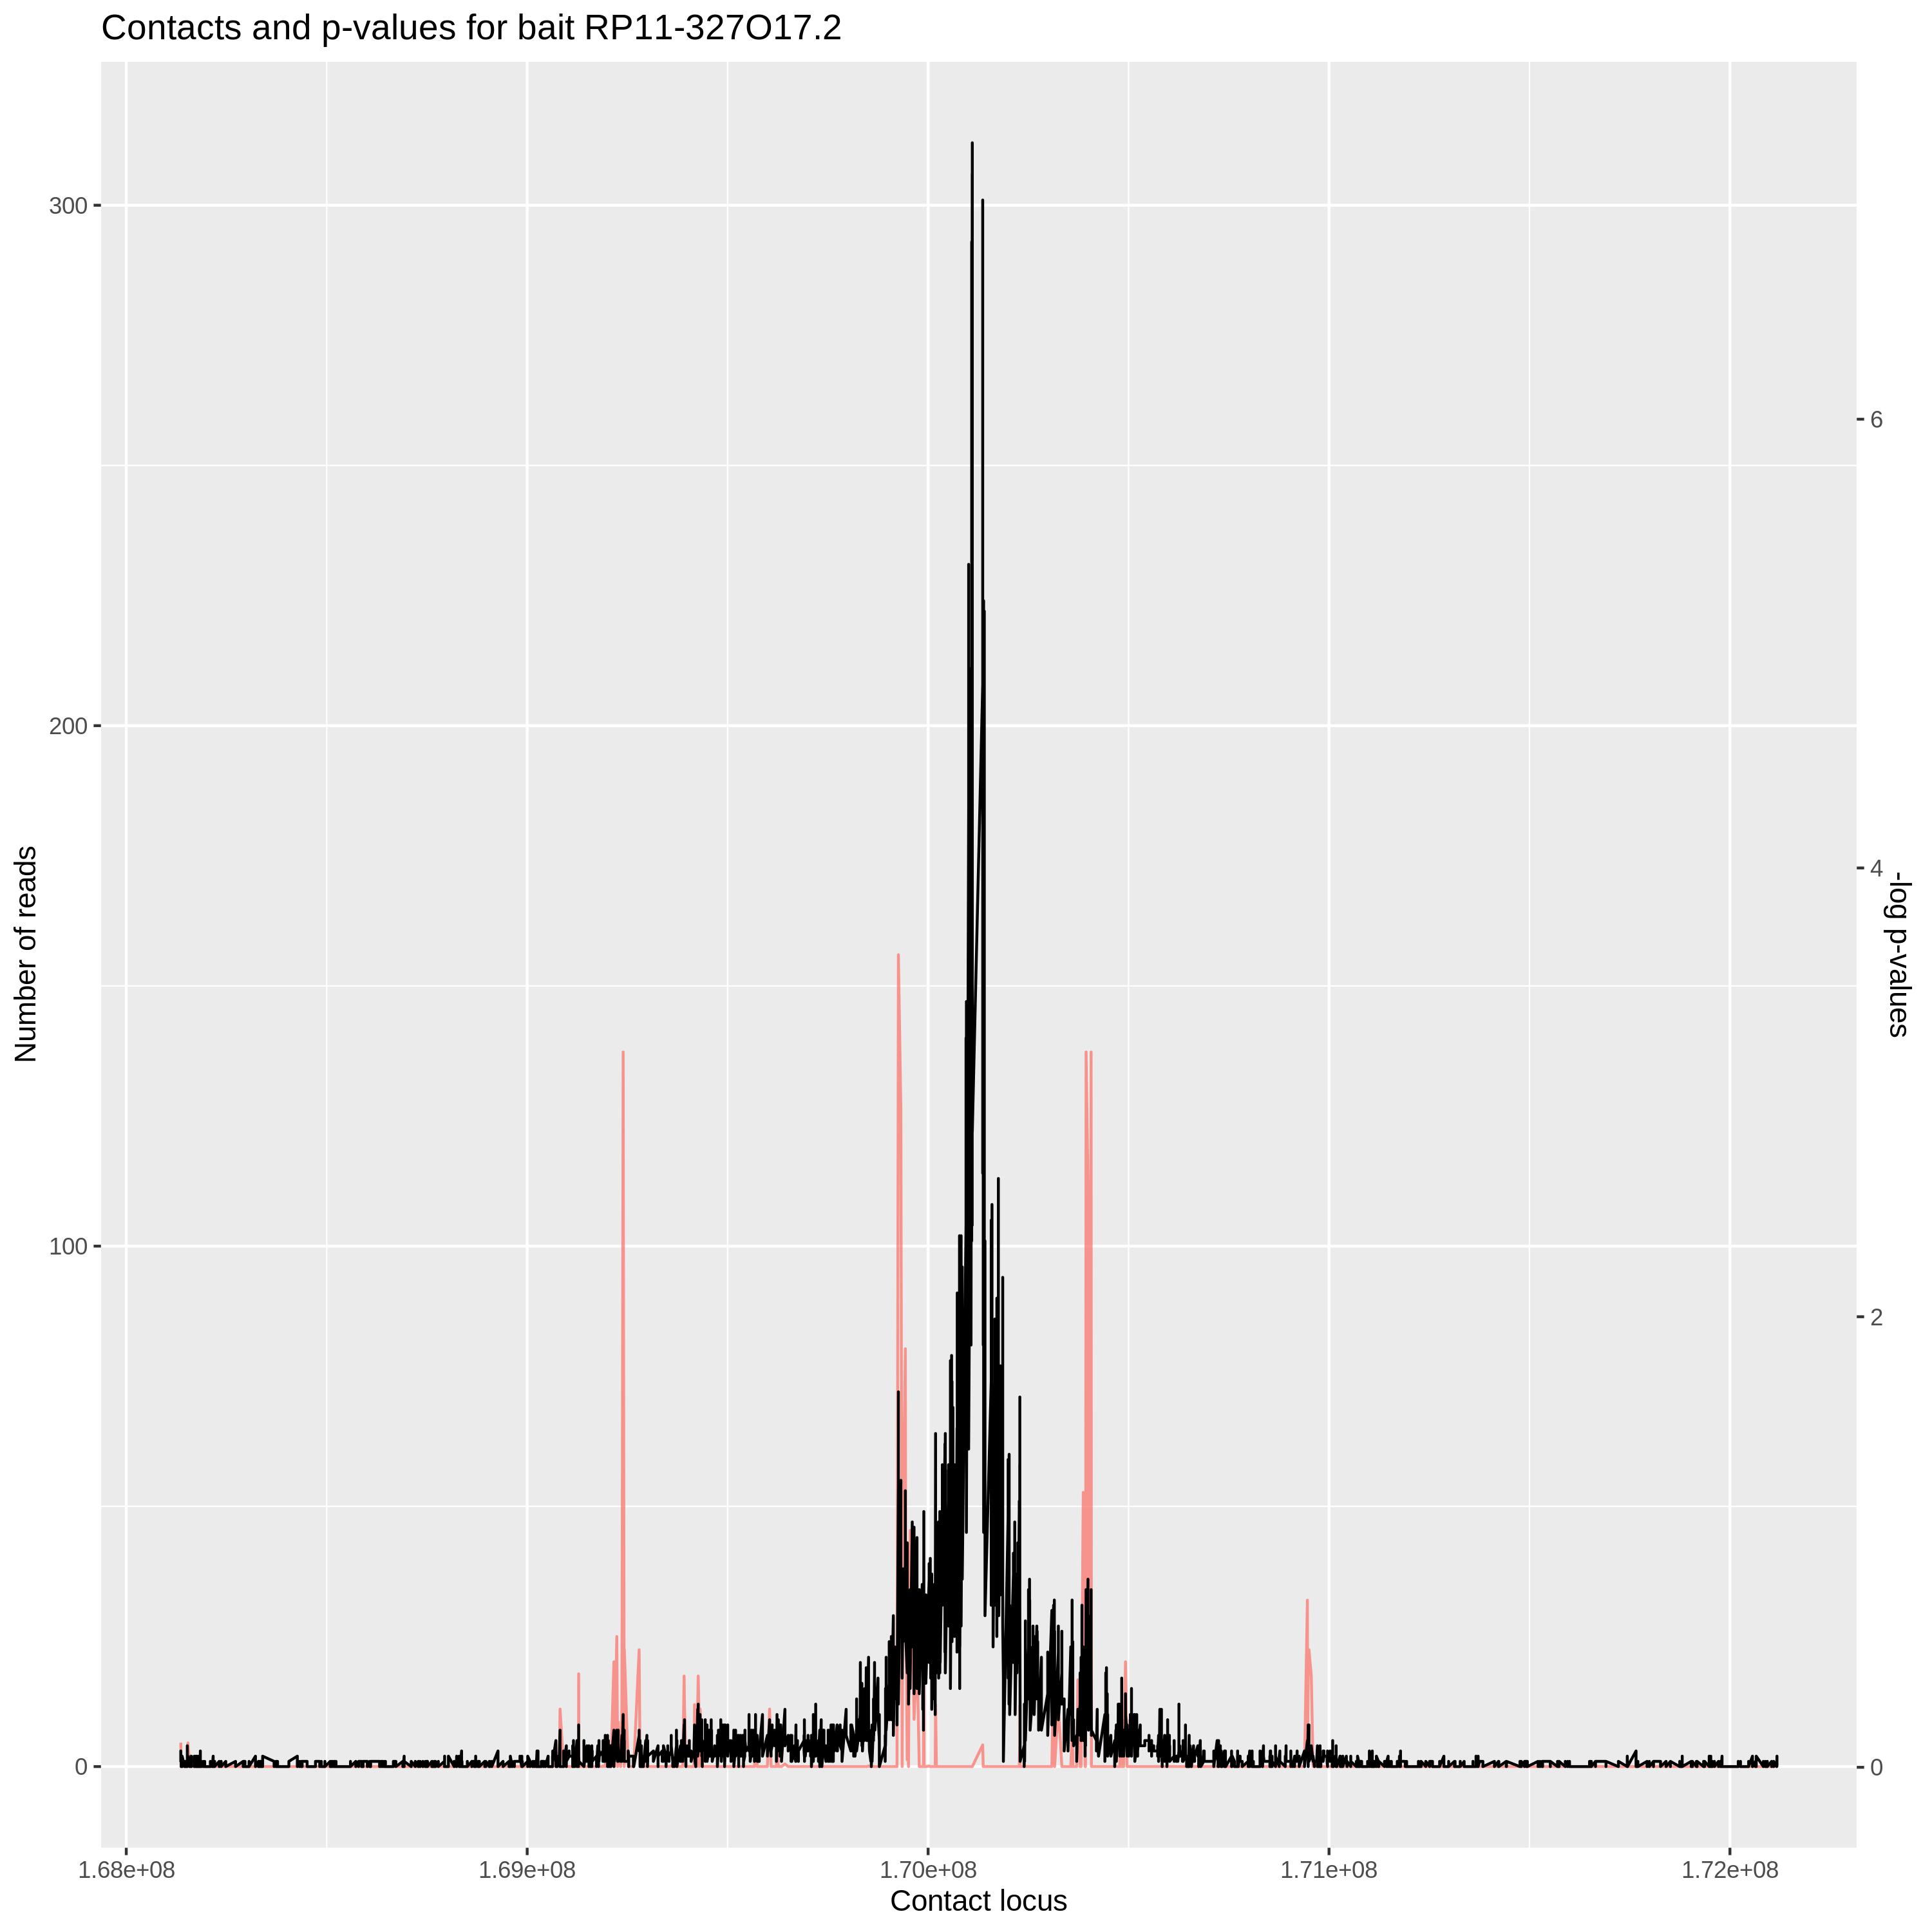 Contacts and p-values for bait RP11-327O17.2
300
200
100
0
Number of reads
6
4
2
0
-log p-values
1.68e+08
1.69e+08
1.70e+08
1.71e+08
1.72e+08
Contact locus